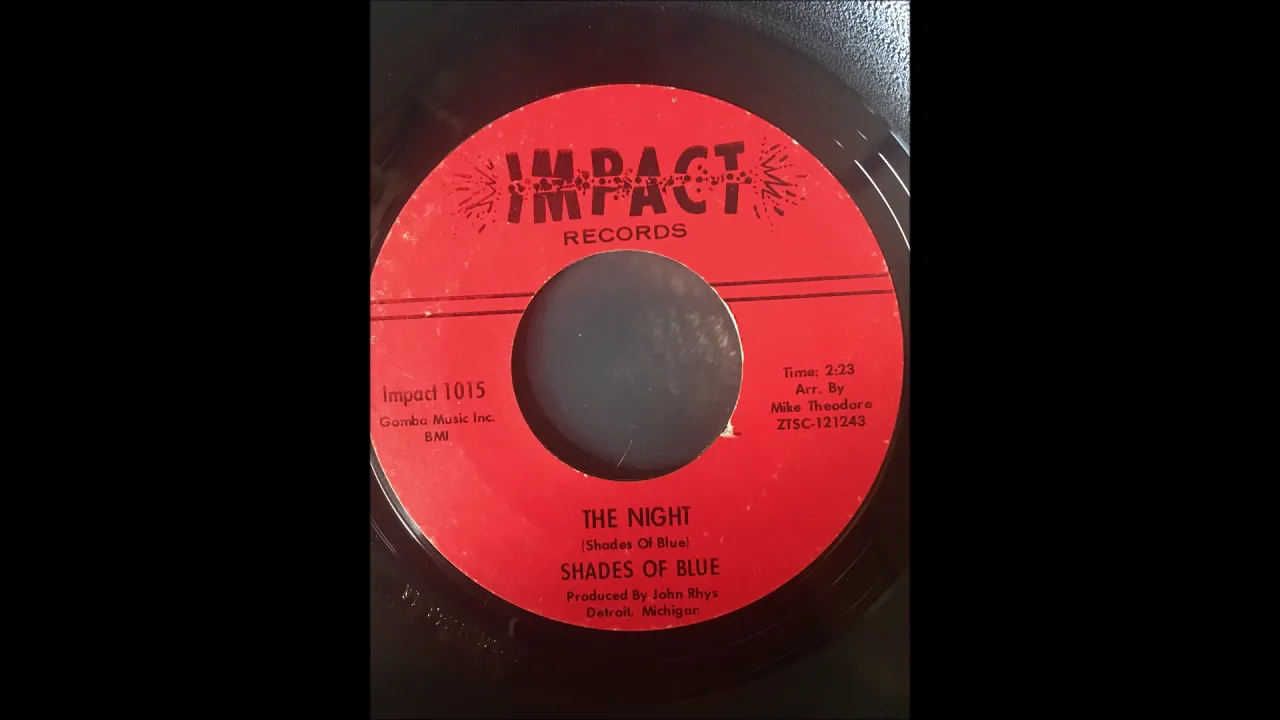 IMPACT
RECORDS
Impact 1015
Gomba Music Inc.
BMI
Time: 2:23
Arr. By
Mike Theodore
ZTSC-121243
THE NIGHT
(Shades Of Blue)
SHADES OF BLUE
Produced By John Rhys
Detroit, Michigan